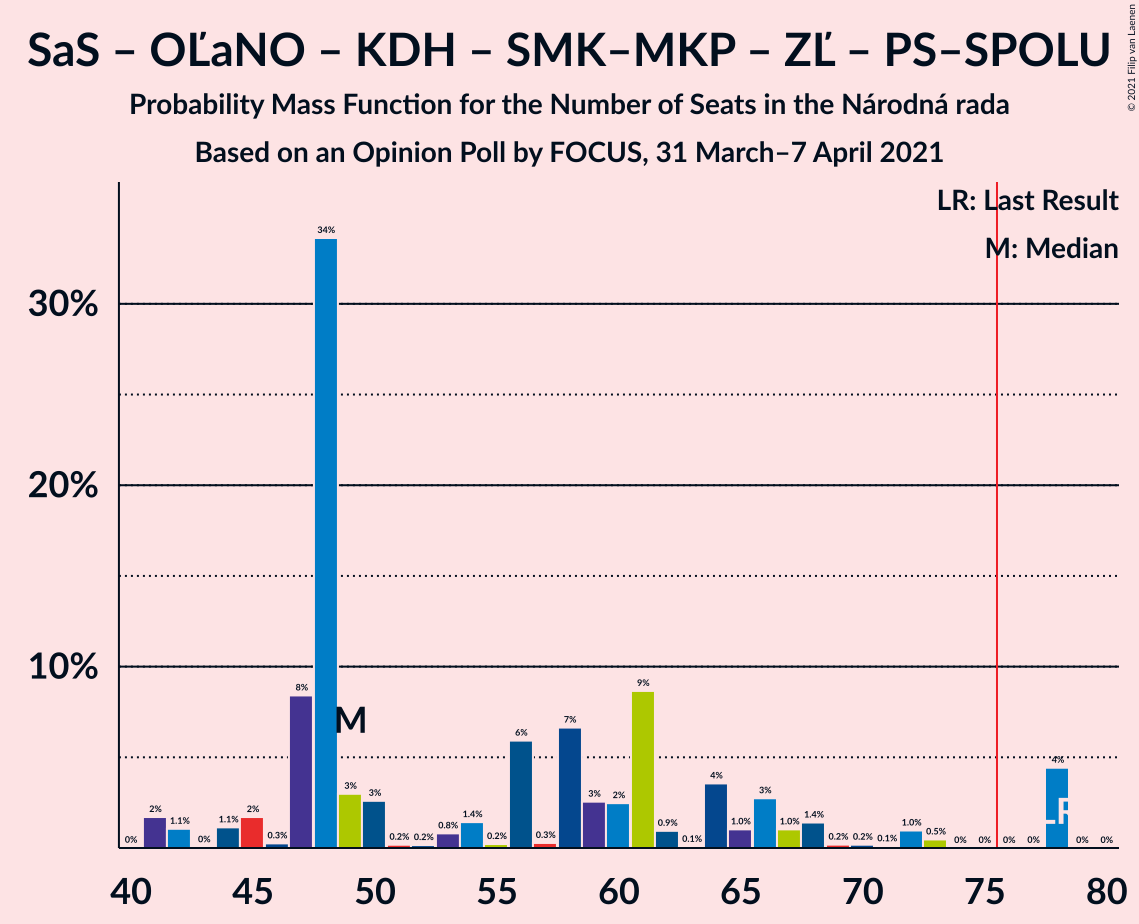 SaS – OĽaNO – KDH – SMK–MKP – ZĽ – PS–SPOLU
Probability Mass Function for the Number of Seats in the Národná rada
Based on an Opinion Poll by FOCUS, 31 March–7 April 2021
© 2021 Filip van Laenen
LR: Last Result
M: Median
30%
20%
10%
0% 2% 1.1% 0% 1.1% 2% 0.3% 8% 34% 3% 3% 0.2% 0.2% 0.8% 1.4% 0.2% 6% 0.3% 7% 3% 2% 9% 0.9% 0.1% 4% 1.0% 3% 1.0% 1.4% 0.2% 0.2% 0.1% 1.0% 0.5% 0% 0% 0% 0% 4% 0% 0%
M
LR
40 45 50 55 60 65 70 75 80